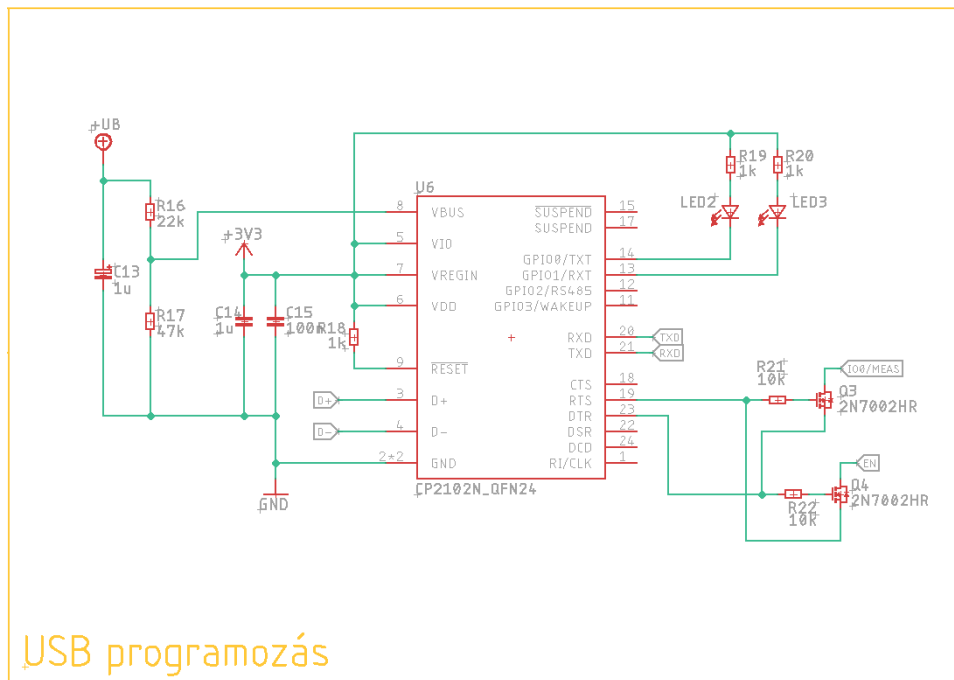 +UB
R16
22k
C13
1u
R17
47k
+3V3
C14
1u
C15
100n
R18
1k
GND
U6
8 VBUS
5 VIO
7 VREGIN
6 VDD
9 RESET
3 D+
4 D-
2*2 GND
D+
D-
SUSPEND 15
SUSPEND 17
GPIO0/TXT 14
GPIO1/RXT 13
GPIO2/RS485 12
GPIO3/WAKEUP 11
RXD 20
TXD 21
CTS 18
RTS 19
DTR 23
DSR 22
DCD 24
RI/CLK 1
CP2102N_QFN24
TXD
RXD
R19
1k
R20
1k
LED2
LED3
R21
10k
IO0/MEAS
Q3
2N7002HR
EN
Q4
2N7002HR
R22
10k
USB programozás